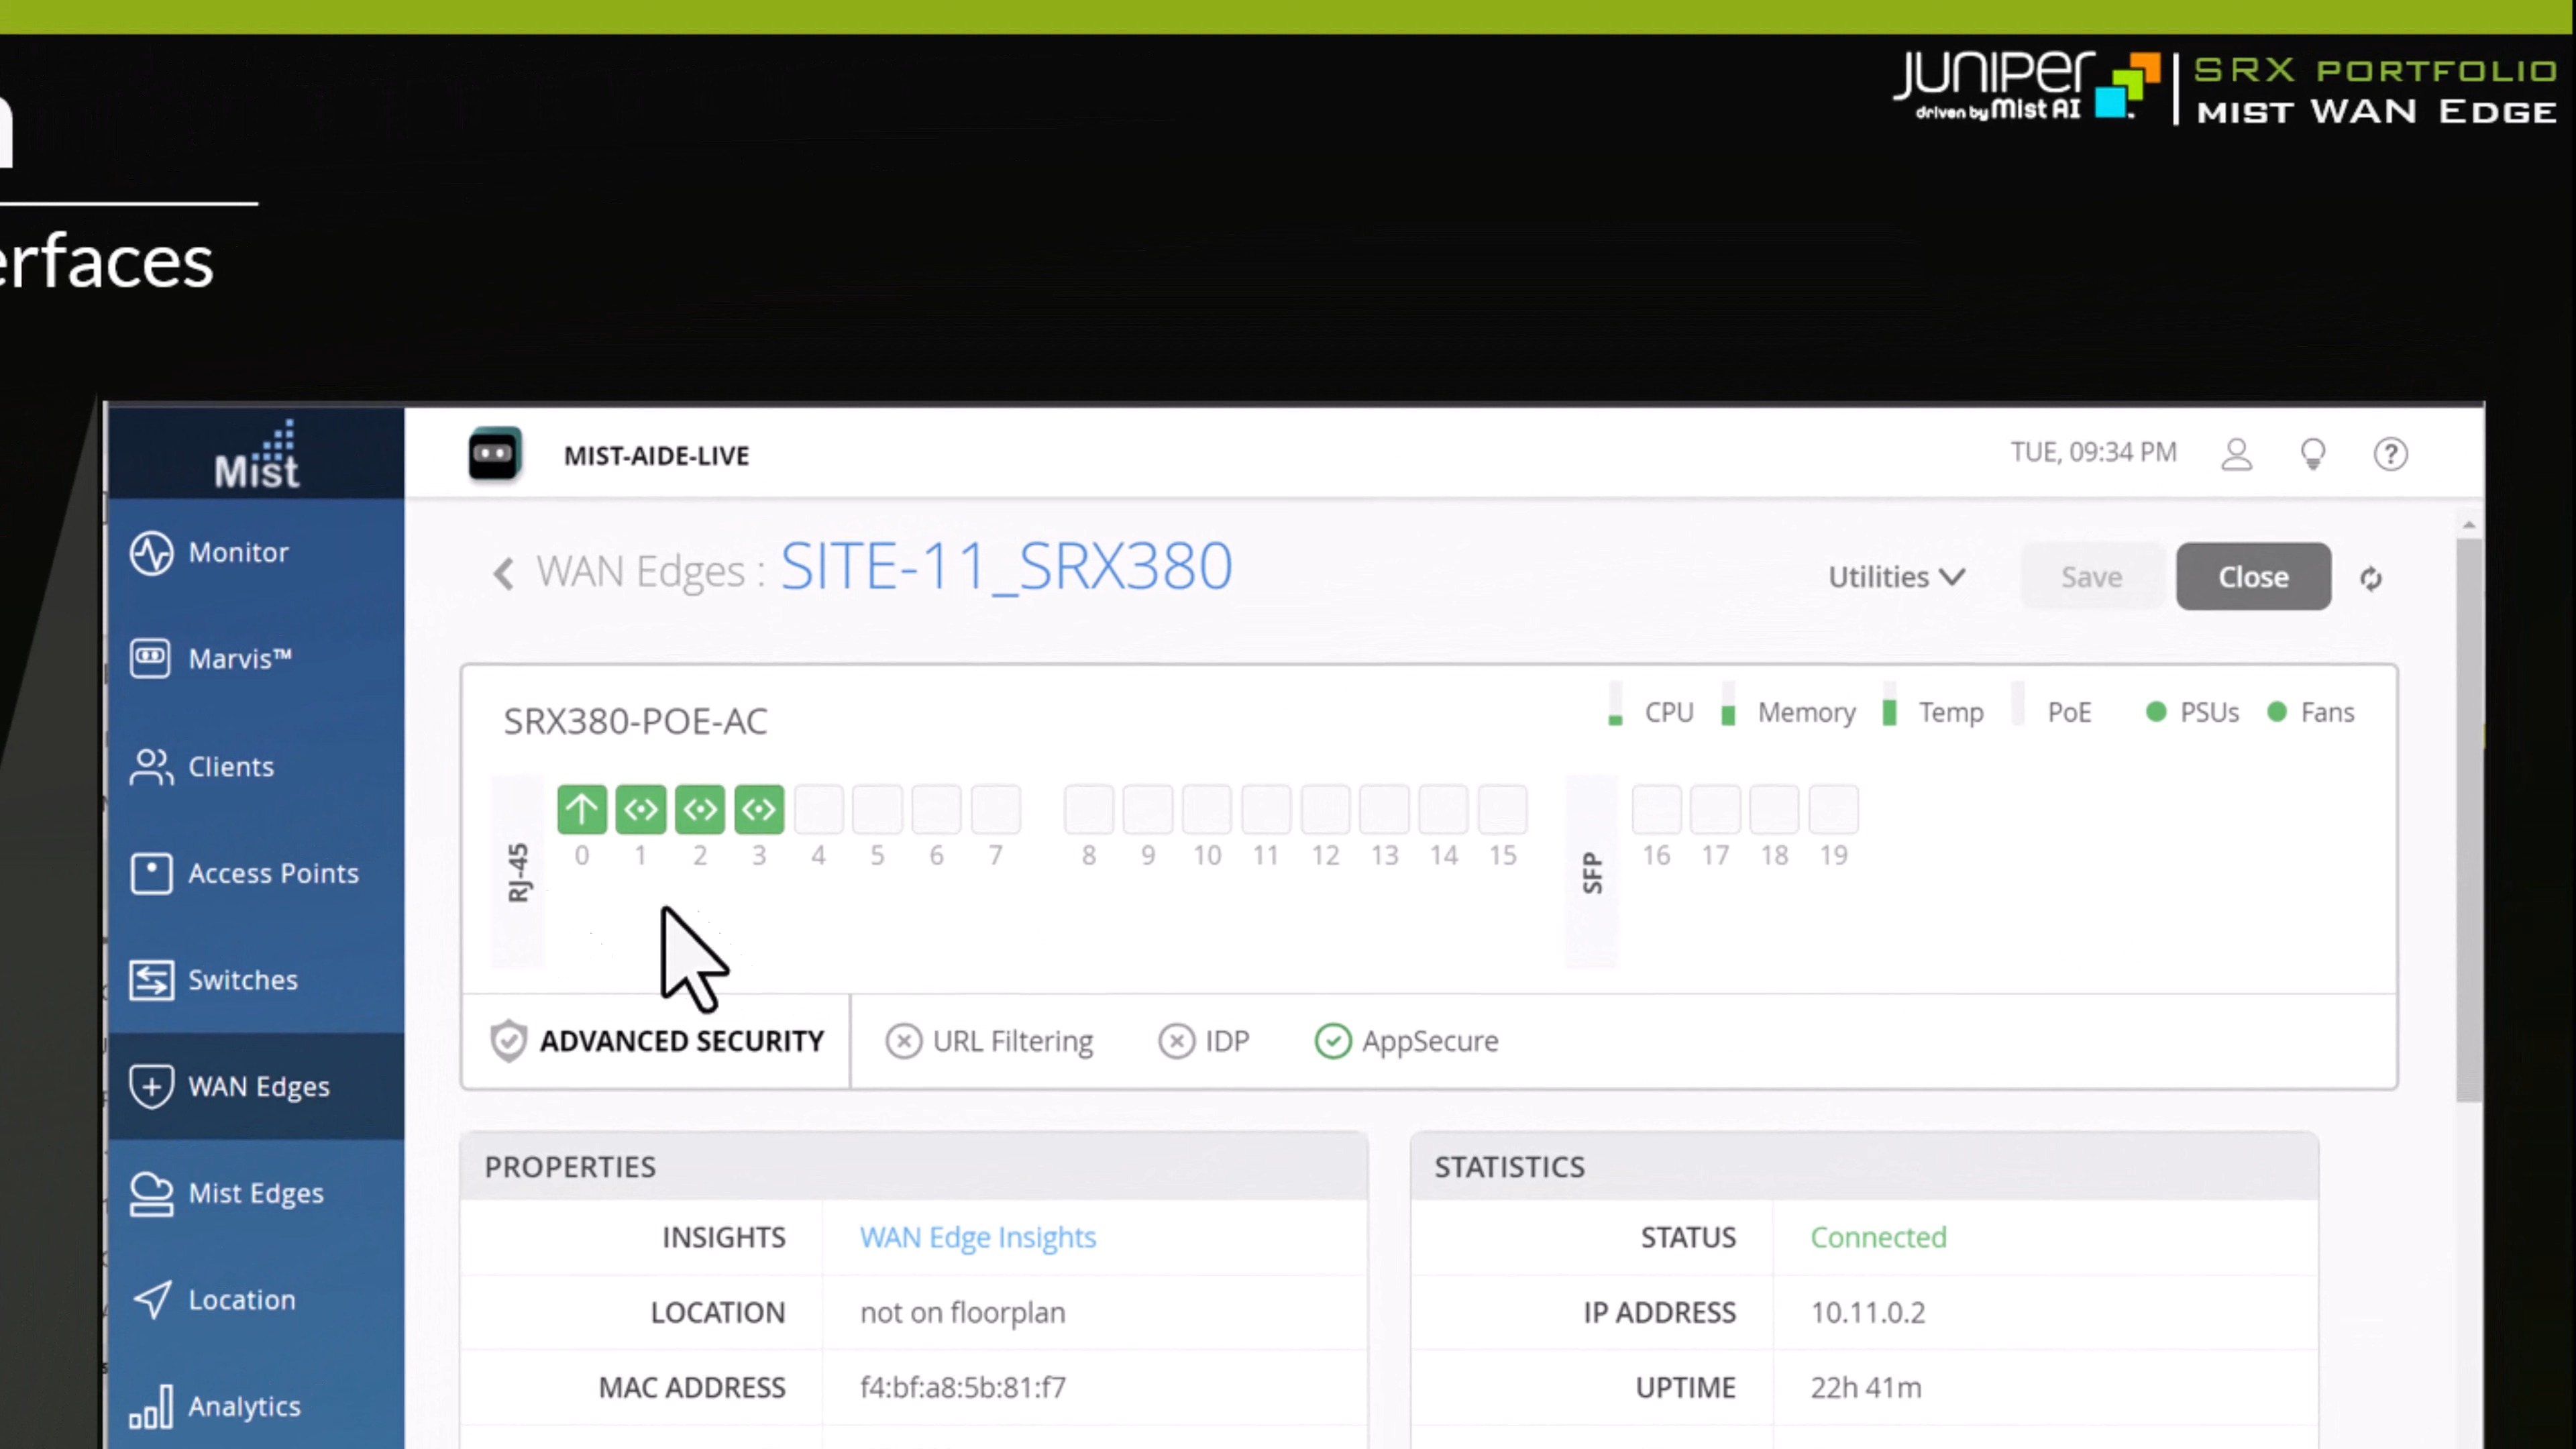 Juniper
driven by Mist AI
SRX PORTFOLIO
MIST WAN EDGE
erfaces
Mist
MIST-AIDE-LIVE
TUE, 09:34 PM
Monitor
Marvis™
Clients
Access Points
Switches
WAN Edges
Mist Edges
Location
Analytics
WAN Edges : SITE-11_SRX380
Utilities
Save
Close
SRX380-POE-AC
CPU Memory Temp PoE PSUs Fans
RJ-45
0 1 2 3 4 5 6 7 8 9 10 11 12 13 14 15
SFP
16 17 18 19
ADVANCED SECURITY
URL Filtering
IDP
AppSecure
PROPERTIES
INSIGHTS WAN Edge Insights
LOCATION not on floorplan
MAC ADDRESS f4:bf:a8:5b:81:f7
STATISTICS
STATUS Connected
IP ADDRESS 10.11.0.2
UPTIME 22h 41m